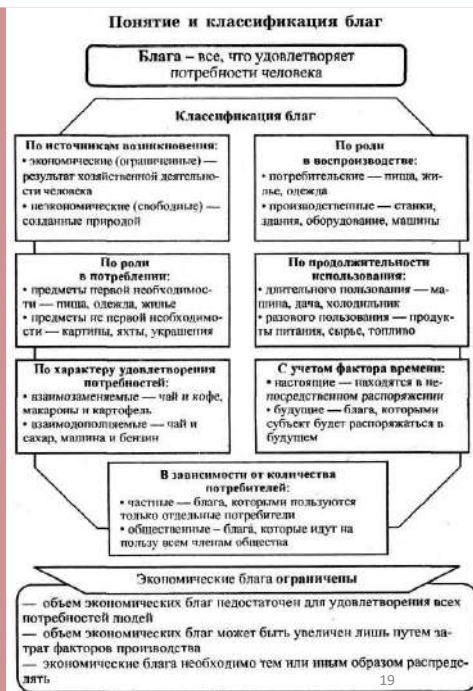 Понятие и классификация благ
Блага – все, что удовлетворяет
потребности человека
Классификация благ
По источникам возникновения:
• экономические (ограниченные) —
результат хозяйственной деятельно-
сти человека
• неэкономические (свободные) —
созданные природой
По роли
в воспроизводстве:
• потребительские — пища, жи-
лье, одежда
• производственные — станки,
здания, оборудование, машины
По роли
в потреблении:
• предметы первой необходимос-
ти — пища, одежда, жилье
• предметы не первой необходимо-
сти — картины, яхты, украшения
По продолжительности
использования:
• длительного пользования — ма-
шина, дача, холодильник
• разового пользования — продук-
ты питания, сырье, топливо
По характеру удовлетворения
потребностей:
• взаимозаменяемые — чай и кофе,
макароны и картофель
• взаимодополняемые — чай и
сахар, машина и бензин
С учетом фактора времени:
• настоящие — находятся в не-
посредственном распоряжении
• будущие — блага, которыми
субъект будет распоряжаться в
будущем
В зависимости от количества
потребителей:
• частные — блага, которыми пользуются
только отдельные потребители
• общественные – блага, которые идут на
пользу всем членам общества
Экономические блага ограничены
— объем экономических благ недостаточен для удовлетворения всех
потребностей людей
— объем экономических благ может быть увеличен лишь путем за-
трат факторов производства
— экономические блага необходимо тем или иным образом распреде-
лять
19